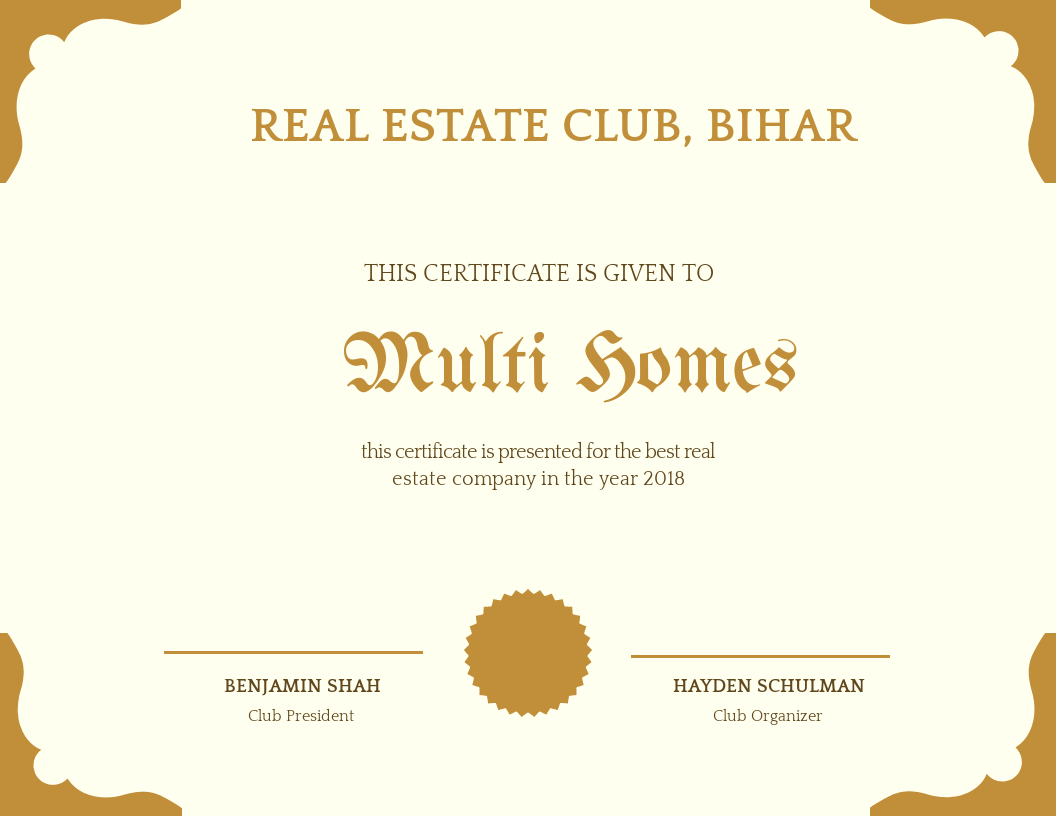 REAL ESTATE CLUB, BIHAR
THIS CERTIFICATE IS GIVEN TO
Multi Homes
this certificate is presented for the best real
estate company in the year 2018
BENJAMIN SHAH
Club President
HAYDEN SCHULMAN
Club Organizer